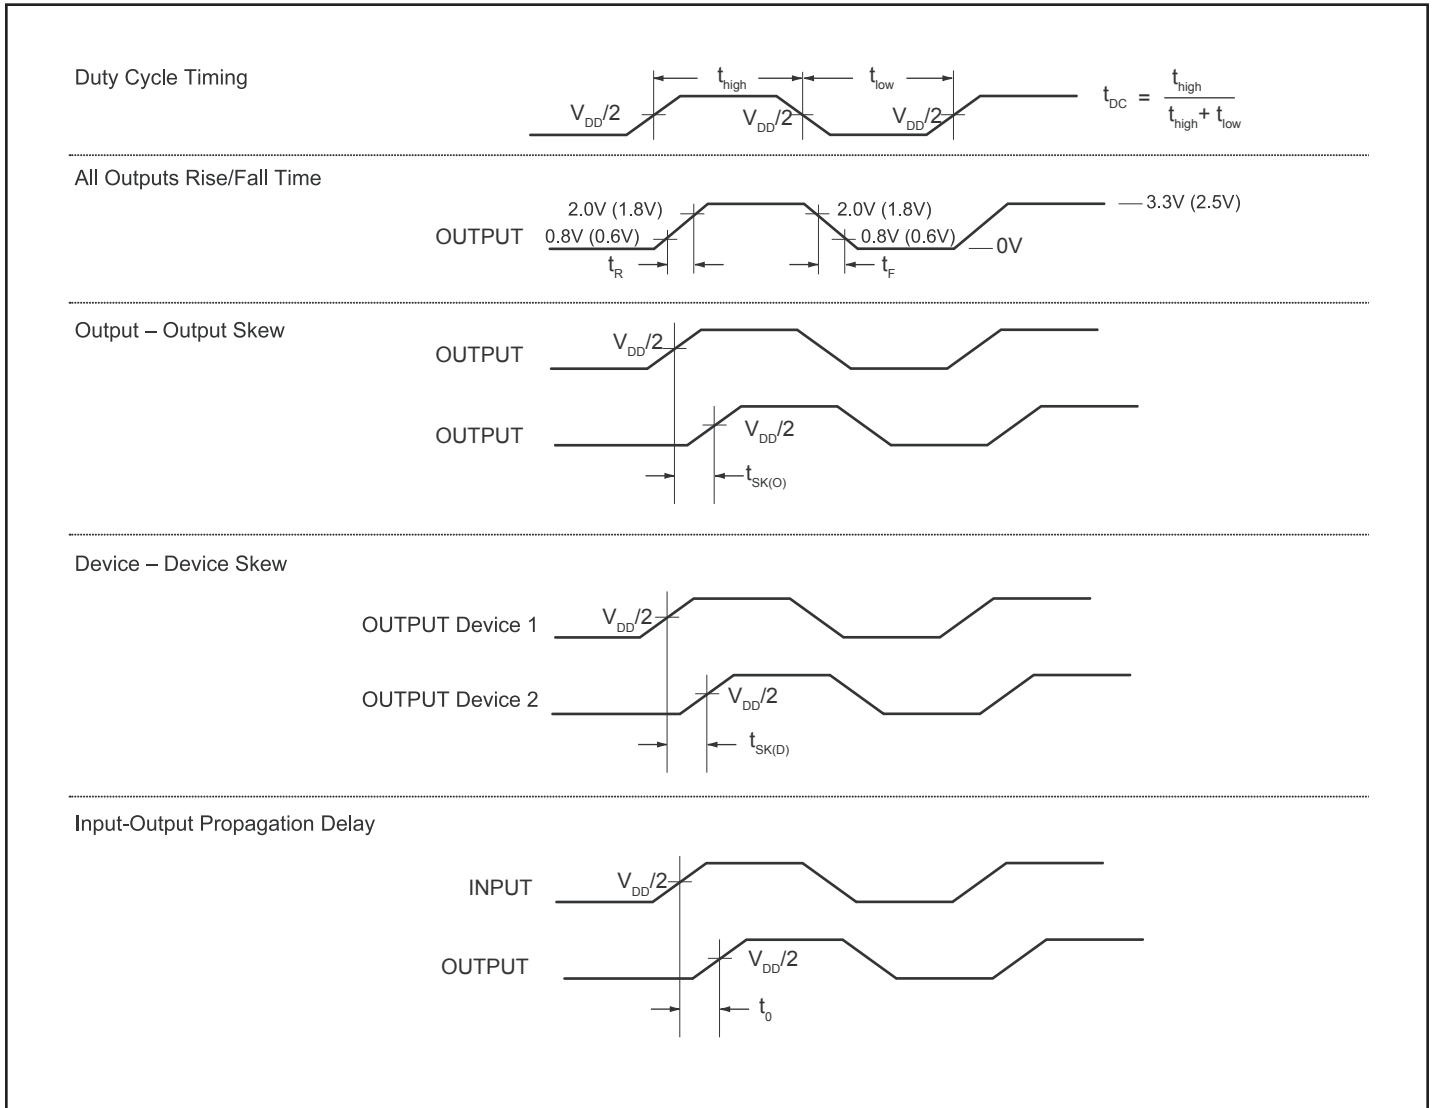 Duty Cycle Timing
t_high
t_low
V_DD/2
V_DD/2
V_DD/2
t_DC = t_high / t_high + t_low
All Outputs Rise/Fall Time
OUTPUT
2.0V (1.8V)
2.0V (1.8V)
3.3V (2.5V)
0.8V (0.6V)
0.8V (0.6V)
0V
t_R
t_F
Output – Output Skew
OUTPUT
V_DD/2
OUTPUT
V_DD/2
t_SK(O)
Device – Device Skew
OUTPUT Device 1
V_DD/2
OUTPUT Device 2
V_DD/2
t_SK(D)
Input-Output Propagation Delay
INPUT
V_DD/2
OUTPUT
V_DD/2
t_0